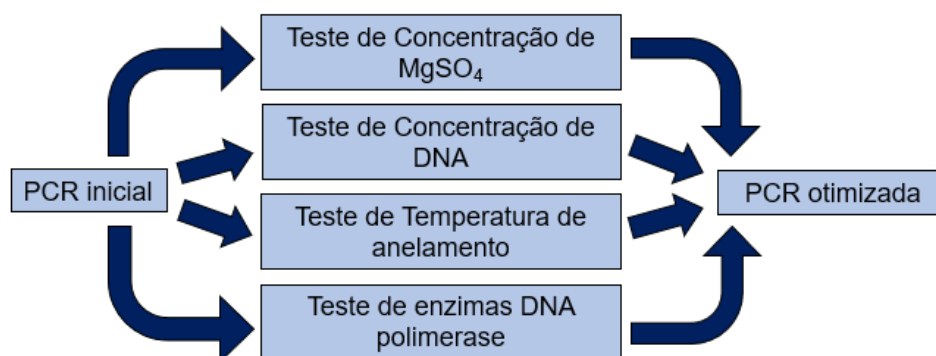 Teste de Concentração de
MgSO₄
Teste de Concentração de
DNA
PCR inicial
PCR otimizada
Teste de Temperatura de
anelamento
Teste de enzimas DNA
polimerase